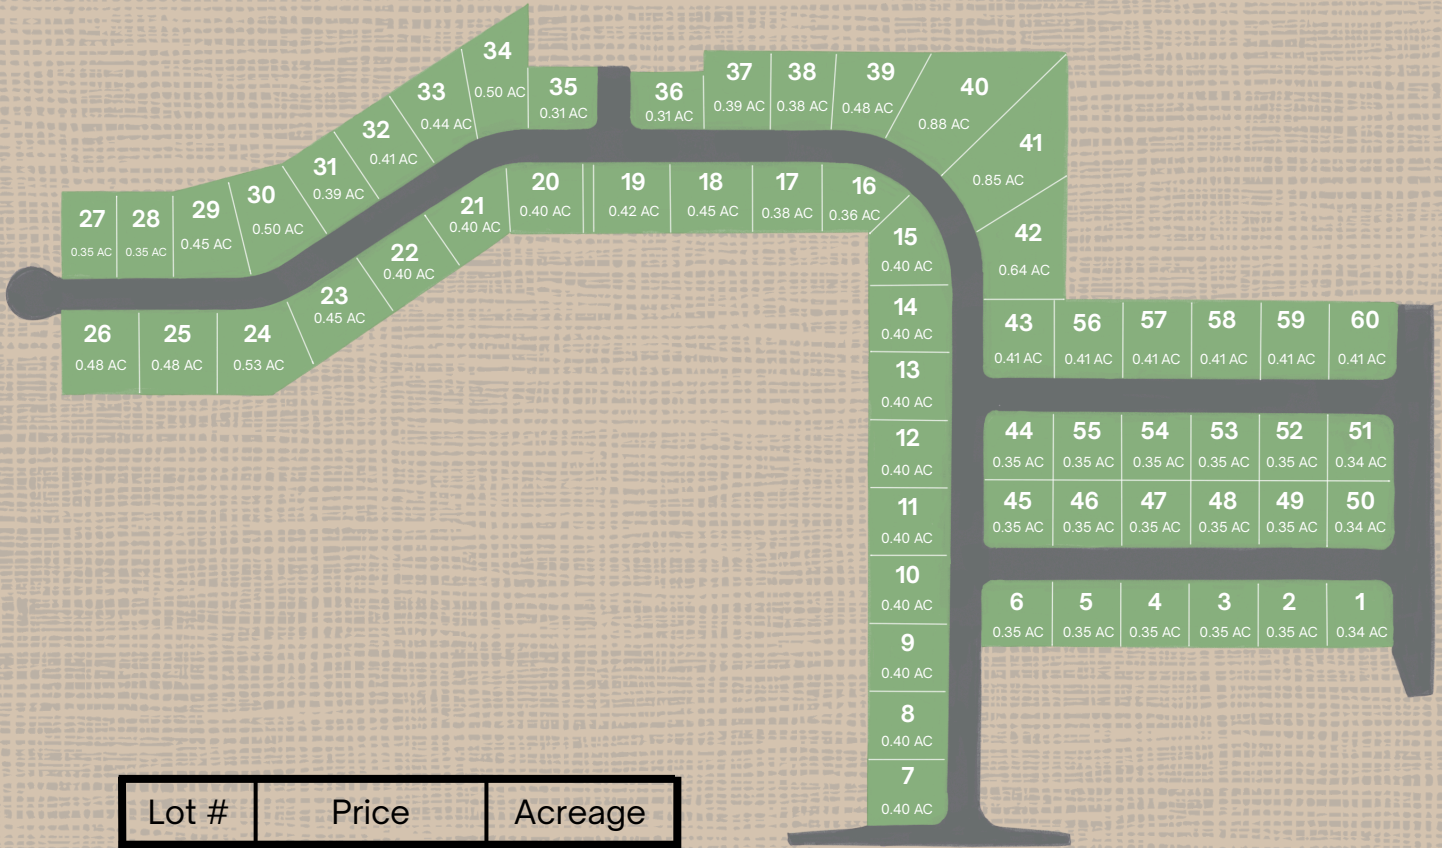 34
0.50 AC
33
0.44 AC
32
0.41 AC
31
0.39 AC
30
0.50 AC
29
0.45 AC
28
0.35 AC
27
0.35 AC
35
0.31 AC
36
0.31 AC
37
0.39 AC
38
0.38 AC
39
0.48 AC
40
0.88 AC
41
0.85 AC
42
0.64 AC
26
0.48 AC
25
0.48 AC
24
0.53 AC
23
0.45 AC
22
0.40 AC
21
0.40 AC
20
0.40 AC
19
0.42 AC
18
0.45 AC
17
0.38 AC
16
0.36 AC
15
0.40 AC
14
0.40 AC
13
0.40 AC
12
0.40 AC
11
0.40 AC
10
0.40 AC
9
0.40 AC
8
0.40 AC
7
0.40 AC
43
0.41 AC
56
0.41 AC
57
0.41 AC
58
0.41 AC
59
0.41 AC
60
0.41 AC
44
0.35 AC
55
0.35 AC
54
0.35 AC
53
0.35 AC
52
0.35 AC
51
0.34 AC
45
0.35 AC
46
0.35 AC
47
0.35 AC
48
0.35 AC
49
0.35 AC
50
0.34 AC
6
0.35 AC
5
0.35 AC
4
0.35 AC
3
0.35 AC
2
0.35 AC
1
0.34 AC
Lot # Price Acreage